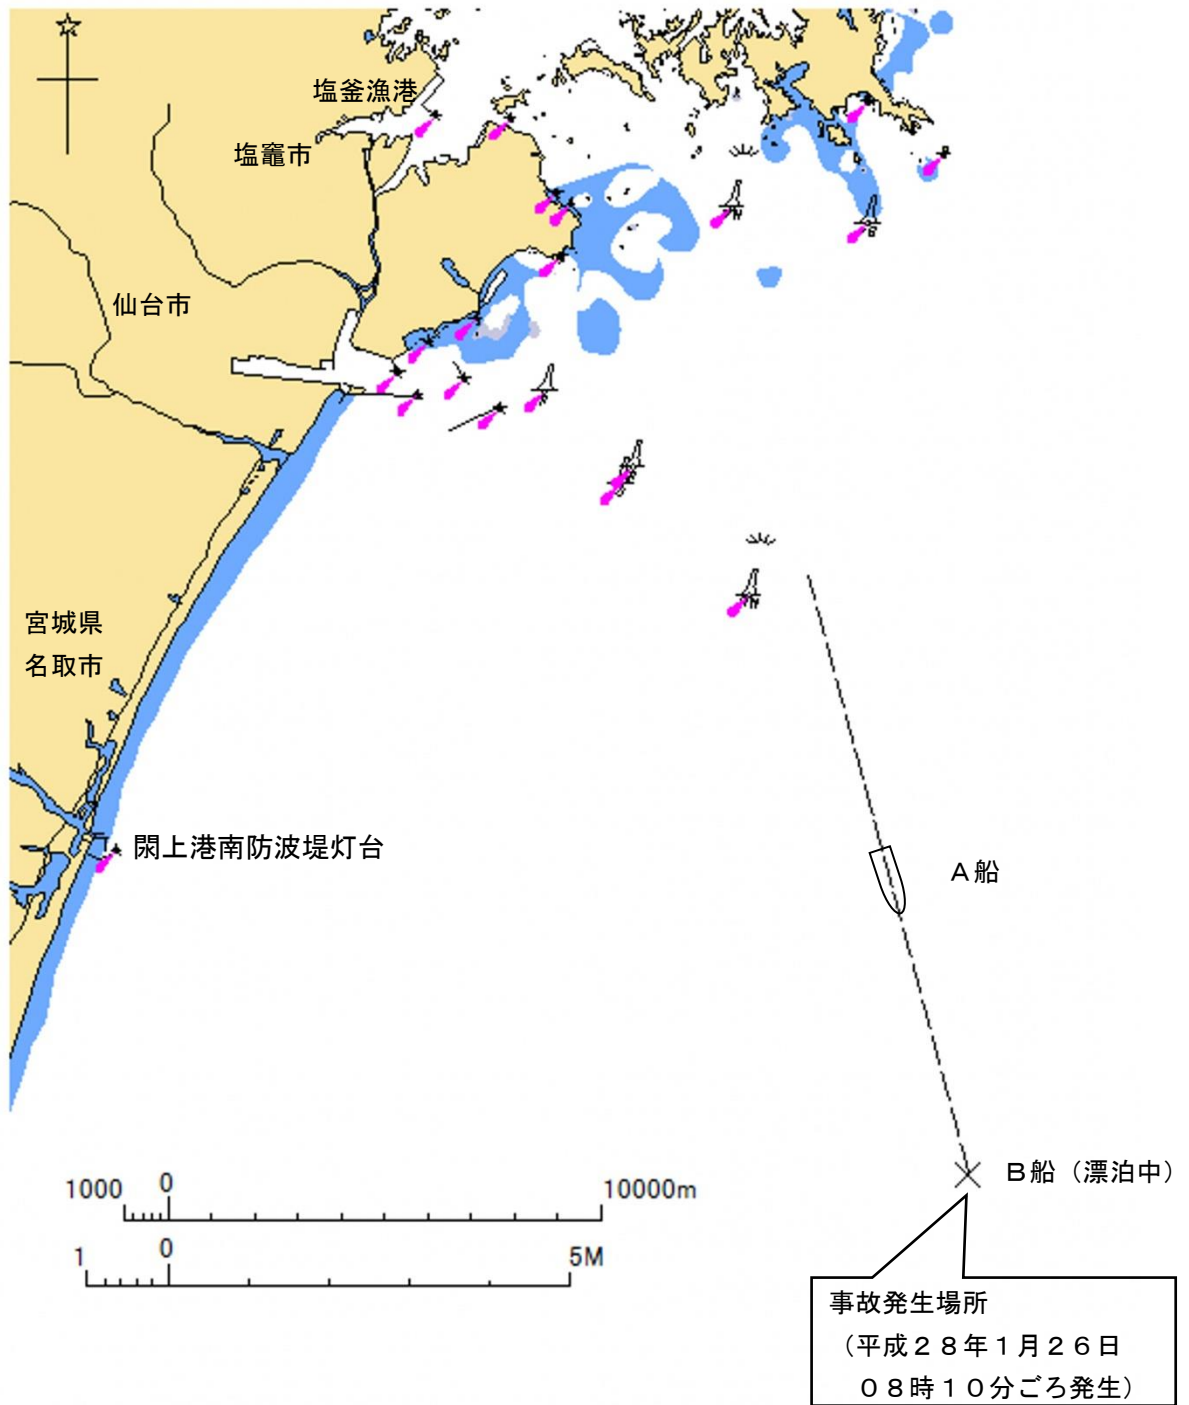 塩釜漁港
塩竈市
仙台市
宮城県
名取市
閖上港南防波堤灯台
A船
B船（漂泊中）
1000 0 10000m
1 0 5M
事故発生場所
（平成２８年１月２６日
０８時１０分ごろ発生）